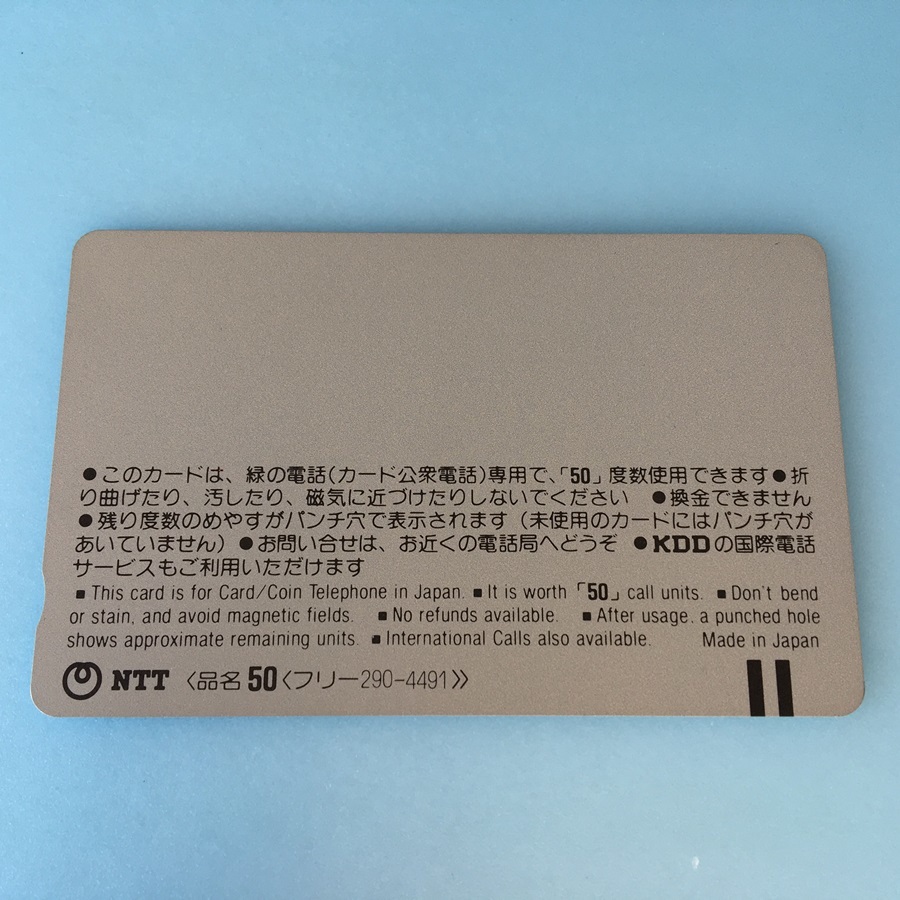 ●このカードは、緑の電話(カード公衆電話)専用で、「50」度数使用できます●折
り曲げたり、汚したり、磁気に近づけたりしないでください ●換金できません
●残り度数のめやすがパンチ穴で表示されます（未使用のカードにはパンチ穴が
あいていません）●お問い合せは、お近くの電話局へどうぞ ●KDDの国際電話
サービスもご利用いただけます
■This card is for Card/Coin Telephone in Japan. ■It is worth「50」call units. ■Don't bend
or stain, and avoid magnetic fields. ■No refunds available. ■After usage, a punched hole
shows approximate remaining units. ■International Calls also available. Made in Japan
NTT 〈品名 50〈フリー290-4491〉〉